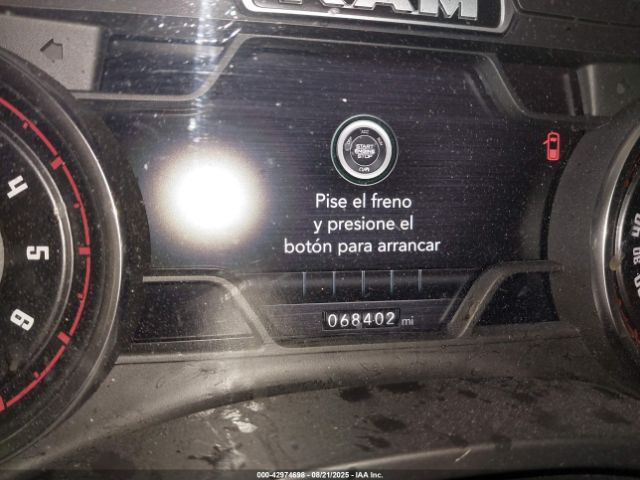 RAM
4
5
6
START
ENGINE
STOP
Pise el freno
y presione el
botón para arrancar
068402 mi
000-42974698 - 08/21/2025 - IAA Inc.